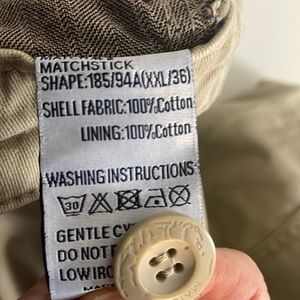 MATCHSTICK
SHAPE:185/94A(XXL/36)
SHELL FABRIC:100%Cotton
LINING:100%Cotton
WASHING INSTRUCTIONS
30
GENTLE
DO NOT
LOW IRO